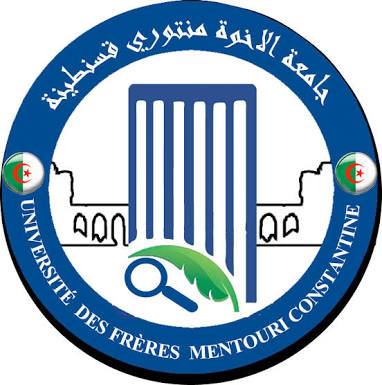 جامعة الاخوة منتوري قسنطينة
UNIVERSITÉ DES FRÈRES MENTOURI CONSTANTINE